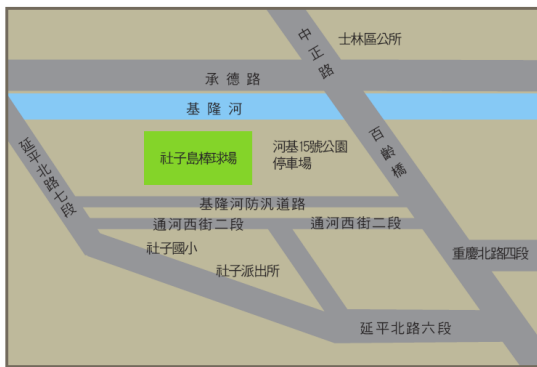 中正路
士林區公所
承德路
基隆河
社子島棒球場
河基15號公園
停車場
百齡橋
延平北路七段
基隆河防汎道路
通河西街二段
通河西街二段
社子國小
重慶北路四段
社子派出所
延平北路六段